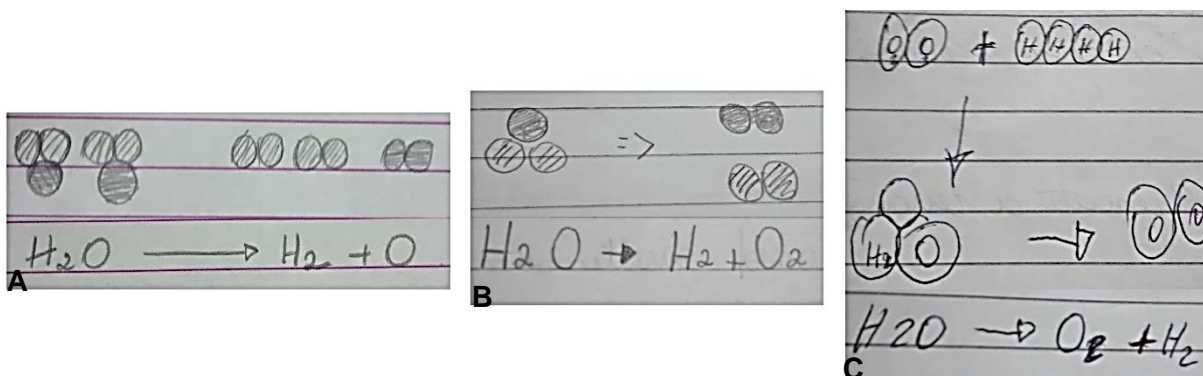 H₂O → H₂ + O
A
H₂O → H₂ + O₂
B
O O + H H H H
H₂ O → O O
H2O → O₂ + H₂
C